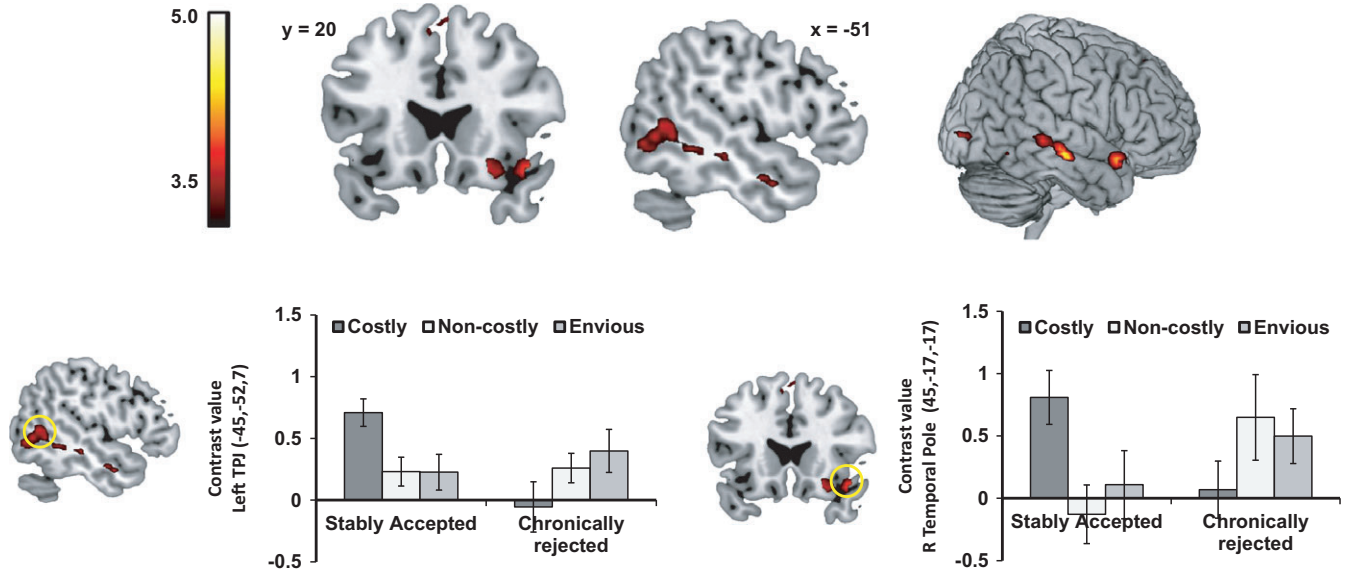 5.0
y = 20
x = -51
3.5
1.5
Costly Non-costly Envious
1
0.5
0
-0.5
Contrast value
Left TPJ (-45,-52,7)
Stably Accepted
Chronically
rejected
1.5
Costly Non-costly Envious
1
0.5
0
-0.5
Contrast value
R Temporal Pole (45,-17,-17)
Stably Accepted
Chronically
rejected